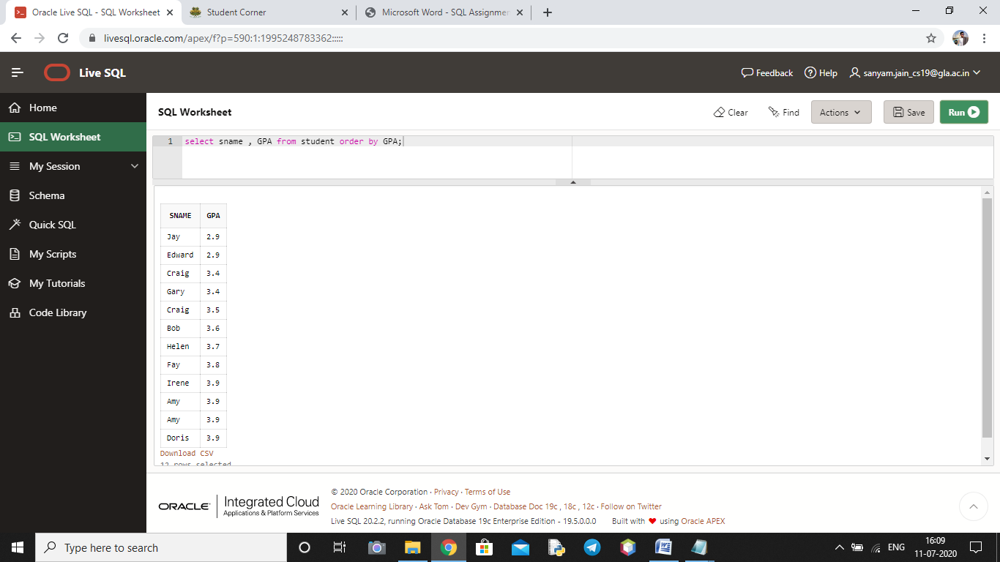 Oracle Live SQL - SQL Worksheet
Student Corner
Microsoft Word - SQL Assignmen
livesql.oracle.com/apex/f?p=590:1:1995248783362:::::
Live SQL
Feedback
Help
sanyam.jain_cs19@gla.ac.in
Home
SQL Worksheet
My Session
Schema
Quick SQL
My Scripts
My Tutorials
Code Library
SQL Worksheet
Clear
Find
Actions
Save
Run
1 select sname , GPA from student order by GPA;
SNAME GPA
Jay 2.9
Edward 2.9
Craig 3.4
Gary 3.4
Craig 3.5
Bob 3.6
Helen 3.7
Fay 3.8
Irene 3.9
Amy 3.9
Amy 3.9
Doris 3.9
Download CSV
12 rows selected
ORACLE
Integrated Cloud
Applications & Platform Services
© 2020 Oracle Corporation · Privacy · Terms of Use
Oracle Learning Library · Ask Tom · Dev Gym · Database Doc 19c , 18c , 12c · Follow on Twitter
Live SQL 20.2.2, running Oracle Database 19c Enterprise Edition - 19.5.0.0.0 Built with ❤ using Oracle APEX
Type here to search
ENG
16:09
11-07-2020